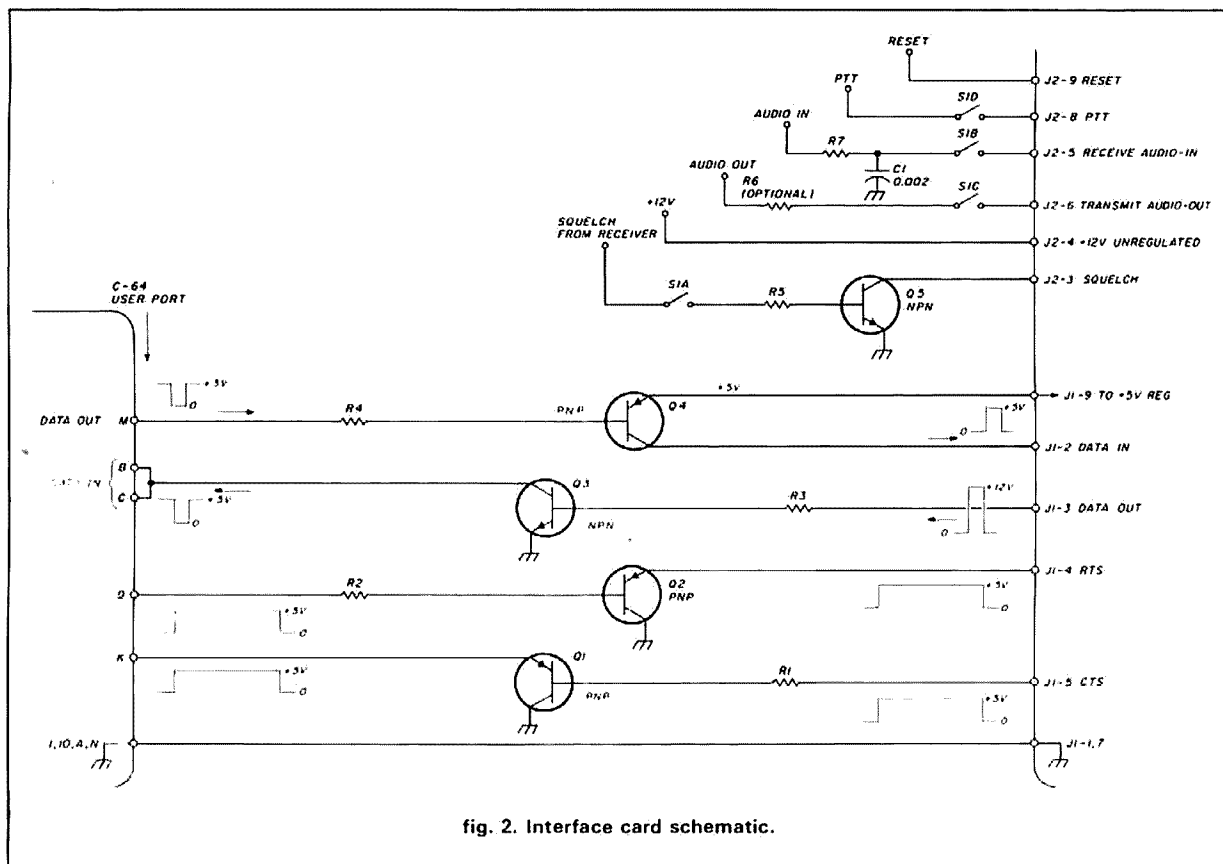 RESET
J2-9 RESET
PTT
S1D
J2-8 PTT
AUDIO IN
R7
S1B
J2-5 RECEIVE AUDIO-IN
C1
0.002
AUDIO OUT
R6
(OPTIONAL)
S1C
J2-6 TRANSMIT AUDIO-OUT
+12V
J2-4 +12V UNREGULATED
SQUELCH
FROM RECEIVER
J2-3 SQUELCH
S1A
R5
Q5
NPN
C-64
USER PORT
+5V
0
DATA OUT M
R4
PNP
Q4
+5V
J1-9 TO +5V REG
+5V
0
J1-2 DATA IN
B
DATA IN
C
+5V
0
Q3
NPN
R3
+12V
0
J1-3 DATA OUT
D
R2
Q2
PNP
J1-4 RTS
+5V
0
+5V
0
K
+5V
0
Q1
PNP
R1
J1-5 CTS
+5V
0
1,10,A,N
J1-1,7
fig. 2. Interface card schematic.